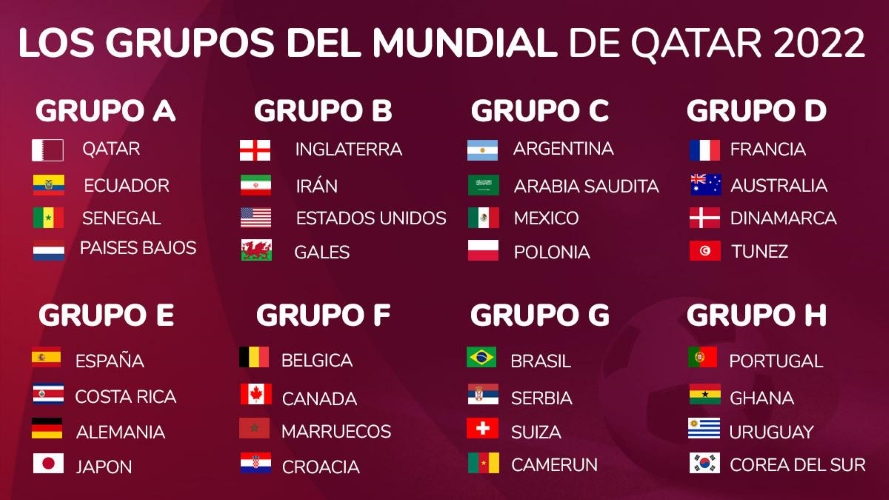 LOS GRUPOS DEL MUNDIAL DE QATAR 2022
GRUPO A
QATAR
ECUADOR
SENEGAL
PAISES BAJOS
GRUPO B
INGLATERRA
IRÁN
ESTADOS UNIDOS
GALES
GRUPO C
ARGENTINA
ARABIA SAUDITA
MEXICO
POLONIA
GRUPO D
FRANCIA
AUSTRALIA
DINAMARCA
TUNEZ
GRUPO E
ESPAÑA
COSTA RICA
ALEMANIA
JAPON
GRUPO F
BELGICA
CANADA
MARRUECOS
CROACIA
GRUPO G
BRASIL
SERBIA
SUIZA
CAMERUN
GRUPO H
PORTUGAL
GHANA
URUGUAY
COREA DEL SUR